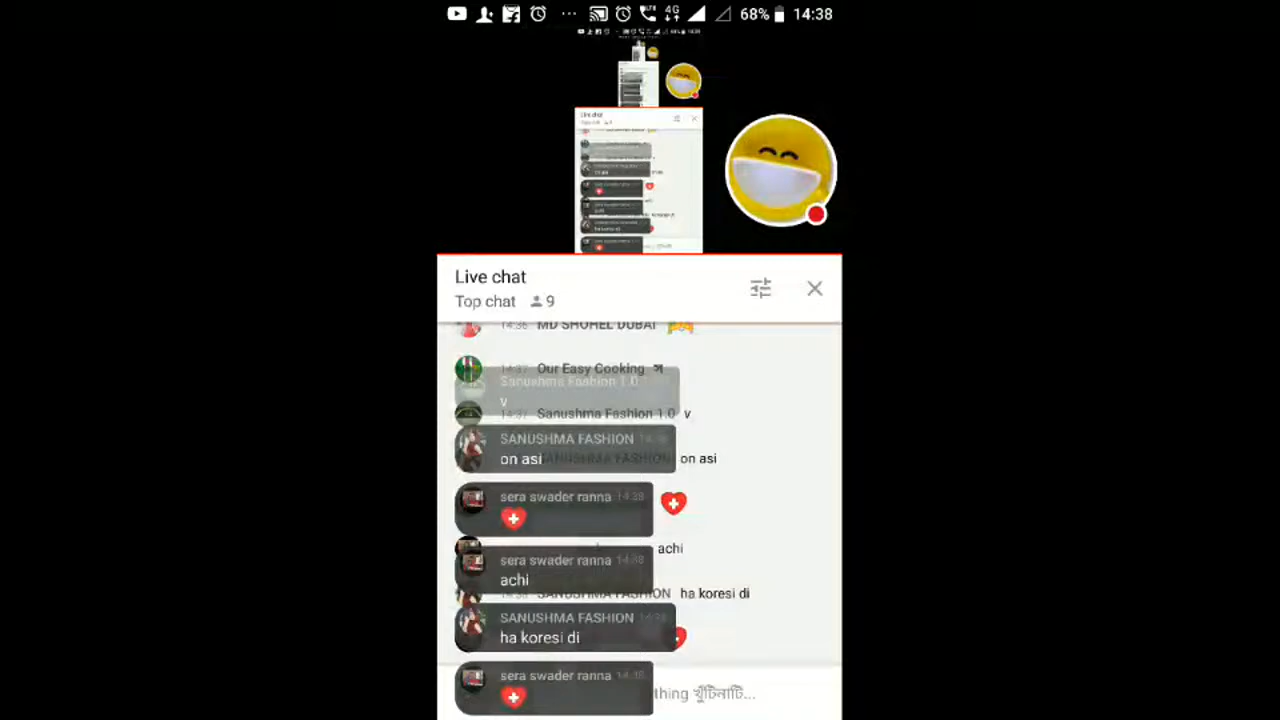 4G 68% 14:38
Live chat
Top chat 9
14:36 MD SHOHEL DUBAI
14:37 Our Easy Cooking
Sanushma Fashion 1.0
v
14:37 Sanushma Fashion 1.0 v
SANUSHMA FASHION 14:38
on asi
SANUSHMA FASHION on asi
sera swader ranna 14:38
achi
sera swader ranna 14:38
achi
14:38 SANUSHMA FASHION ha koresi di
SANUSHMA FASHION 14:38
ha koresi di
sera swader ranna 14:38
thing খুঁটিনাটি...